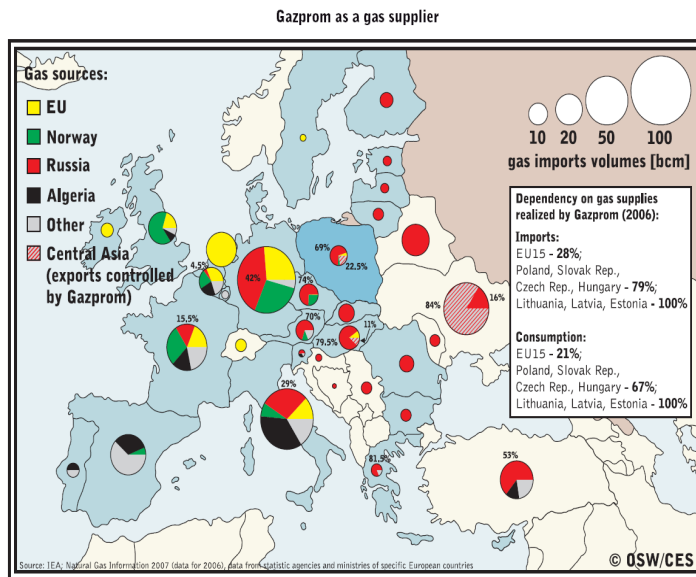 Gazprom as a gas supplier
Gas sources:
EU
Norway
Russia
Algeria
Other
Central Asia
(exports controlled
by Gazprom)
10 20 50 100
gas imports volumes [bcm]
Dependency on gas supplies
realized by Gazprom (2006):
Imports:
EU15 - 28%;
Poland, Slovak Rep.,
Czech Rep., Hungary - 79%;
Lithuania, Latvia, Estonia - 100%
Consumption:
EU15 - 21%;
Poland, Slovak Rep.,
Czech Rep., Hungary - 67%;
Lithuania, Latvia, Estonia - 100%
69%
22.5%
4,5%
42%
74%
84%
16%
15,5%
70%
79.5%
11%
29%
81.5%
53%
Source: IEA; Natural Gas Information 2007 (data for 2006), data from statistic agencies and ministries of specific European countries
© OSW/CES